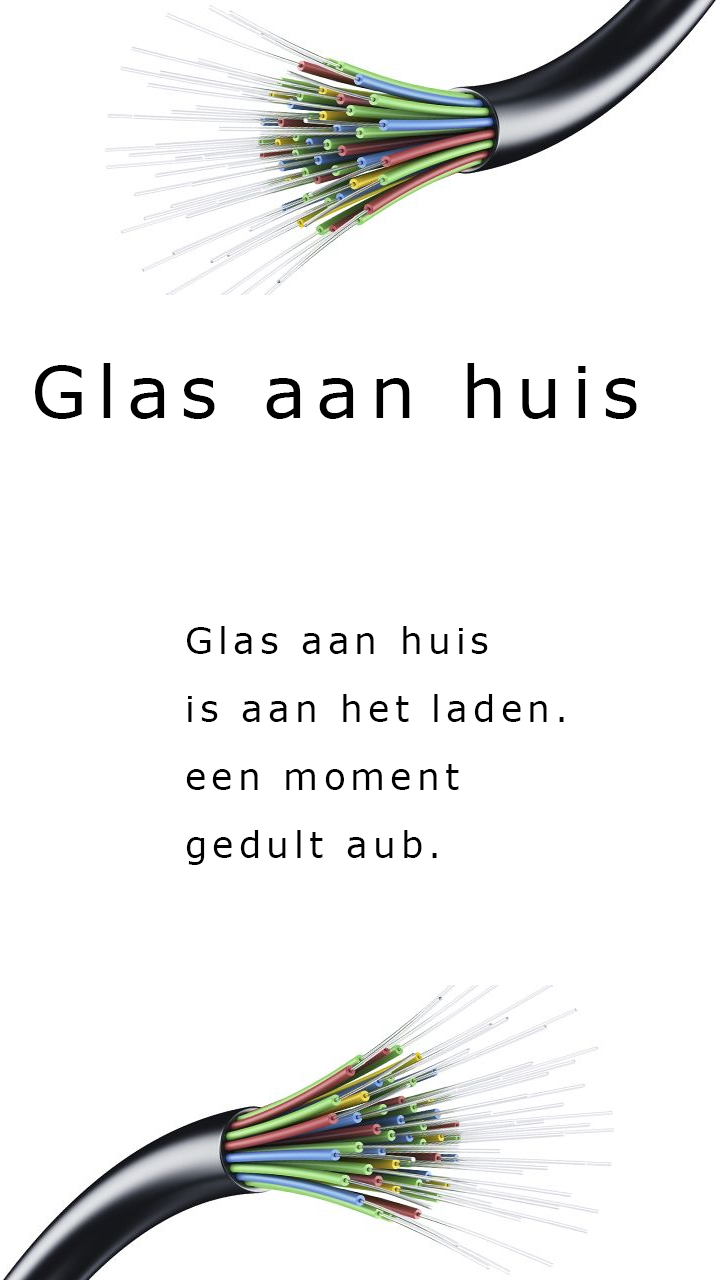 Glas aan huis
Glas aan huis
is aan het laden.
een moment
gedult aub.